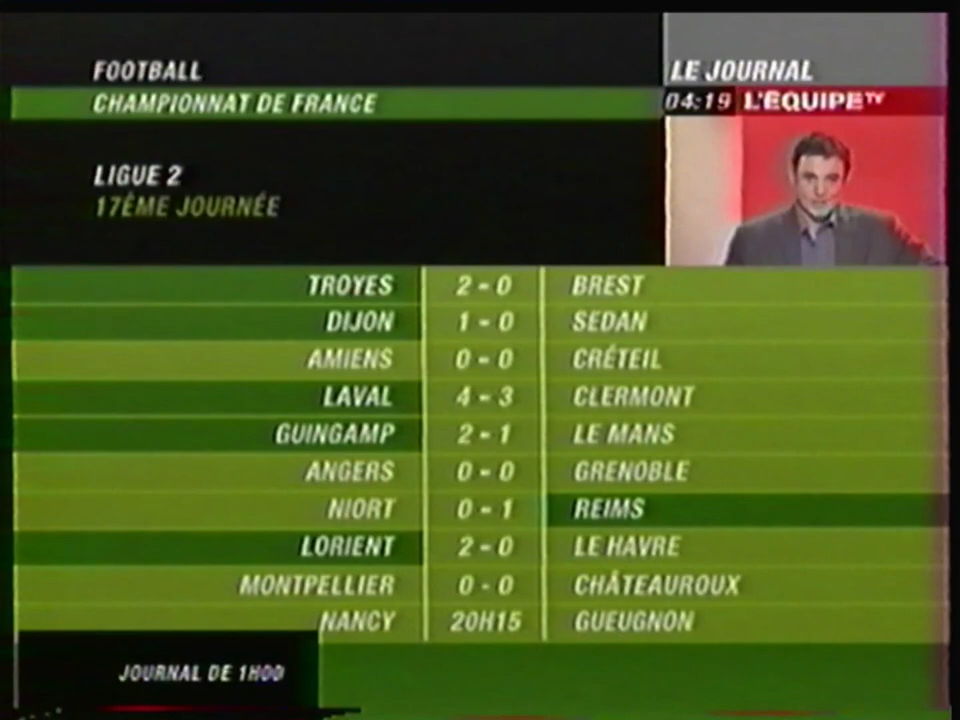 FOOTBALL
CHAMPIONNAT DE FRANCE
LE JOURNAL
04:19 L'ÉQUIPE TV
LIGUE 2
17ÈME JOURNÉE
TROYES 2 - 0 BREST
DIJON 1 - 0 SEDAN
AMIENS 0 - 0 CRÉTEIL
LAVAL 4 - 3 CLERMONT
GUINGAMP 2 - 1 LE MANS
ANGERS 0 - 0 GRENOBLE
NIORT 0 - 1 REIMS
LORIENT 2 - 0 LE HAVRE
MONTPELLIER 0 - 0 CHÂTEAUROUX
NANCY 20H15 GUEUGNON
JOURNAL DE 1H00